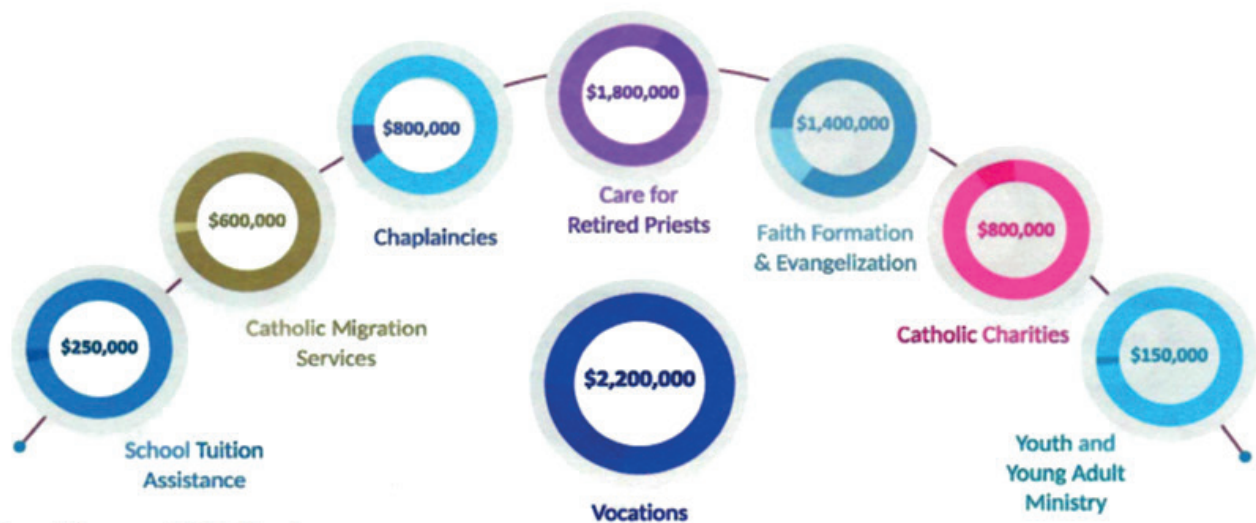 $250,000
School Tuition
Assistance
$600,000
Catholic Migration
Services
$800,000
Chaplaincies
$1,800,000
Care for
Retired Priests
$1,400,000
Faith Formation
& Evangelization
$800,000
Catholic Charities
$150,000
Youth and
Young Adult
Ministry
$2,200,000
Vocations